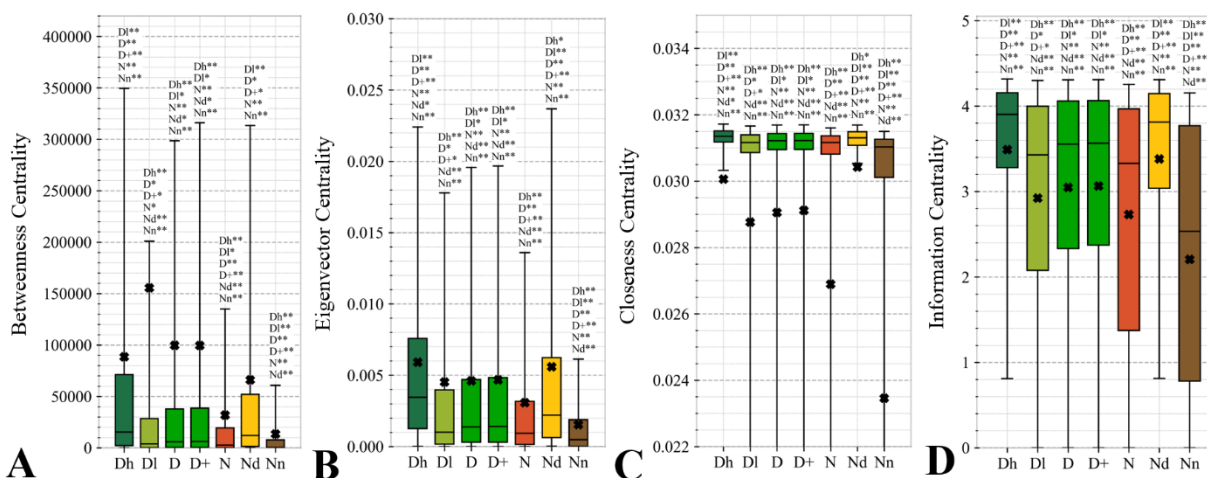 Betweenness Centrality
400000
350000
300000
250000
200000
150000
100000
50000
0
Dl**
D**
D+**
N**
Nn**
Dh**
D*
D+*
N*
Nd**
Nn**
Dh**
Dl*
N**
Nd*
Nn**
Dh**
Dl*
N**
Nd*
Nn**
Dh**
Dl*
D**
D+**
Nd**
Nn**
Dl**
D*
D+*
N**
Nn**
Dh**
Dl**
D**
D+**
N**
Nd**
Dh Dl D D+ N Nd Nn
A
Eigenvector Centrality
0.030
0.025
0.020
0.015
0.010
0.005
0.000
Dl**
D**
D+**
N**
Nd*
Nn**
Dh**
D*
D+*
Nd**
Nn**
Dh**
Dl*
N**
Nd**
Nn**
Dh**
Dl*
N**
Nd**
Nn**
Dh**
D**
D+**
Nd**
Nn**
Dh*
Dl**
D**
D+**
N**
Nn**
Dh**
Dl**
D**
D+**
N**
Nd**
Dh Dl D D+ N Nd Nn
B
Closeness Centrality
0.034
0.032
0.030
0.028
0.026
0.024
0.022
Dl**
D**
D+**
N**
Nd*
Nn**
Dh**
D*
D+*
Nd**
Nn**
Dh**
Dl*
N**
Nd**
Nn**
Dh**
Dl*
N**
Nd**
Nn**
Dh**
D**
D+**
Nd**
Nn**
Dh*
Dl**
D**
D+**
N**
Nn**
Dh**
Dl**
D**
D+**
N**
Nd**
Dh Dl D D+ N Nd Nn
C
Information Centrality
5
4
3
2
1
0
Dl**
D**
D+**
N**
Nn**
Dh**
D*
D+*
Nd**
Nn**
Dh**
Dl*
N**
Nd**
Nn**
Dh**
Dl*
N**
Nd**
Nn**
Dh**
D**
D+**
Nd**
Nn**
Dl**
D**
D+**
N**
Nn**
Dh**
Dl**
D**
D+**
N**
Nd**
Dh Dl D D+ N Nd Nn
D